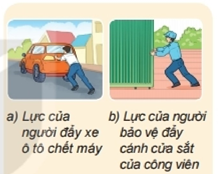 a) Lực của
người đẩy xe
ô tô chết máy
b) Lực của người
bảo vệ đẩy
cánh cửa sắt
của công viên